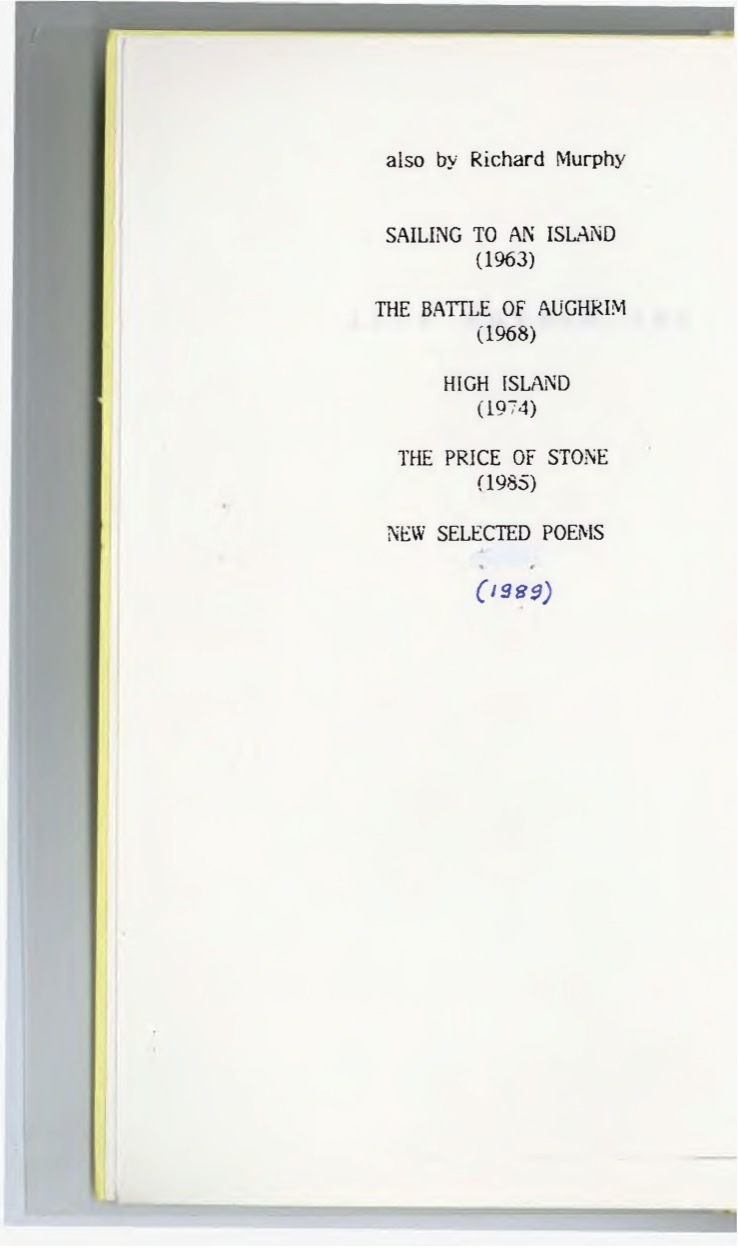 also by Richard Murphy
SAILING TO AN ISLAND
(1963)
THE BATTLE OF AUGHRIM
(1968)
HIGH ISLAND
(1974)
THE PRICE OF STONE
(1985)
NEW SELECTED POEMS
(1989)